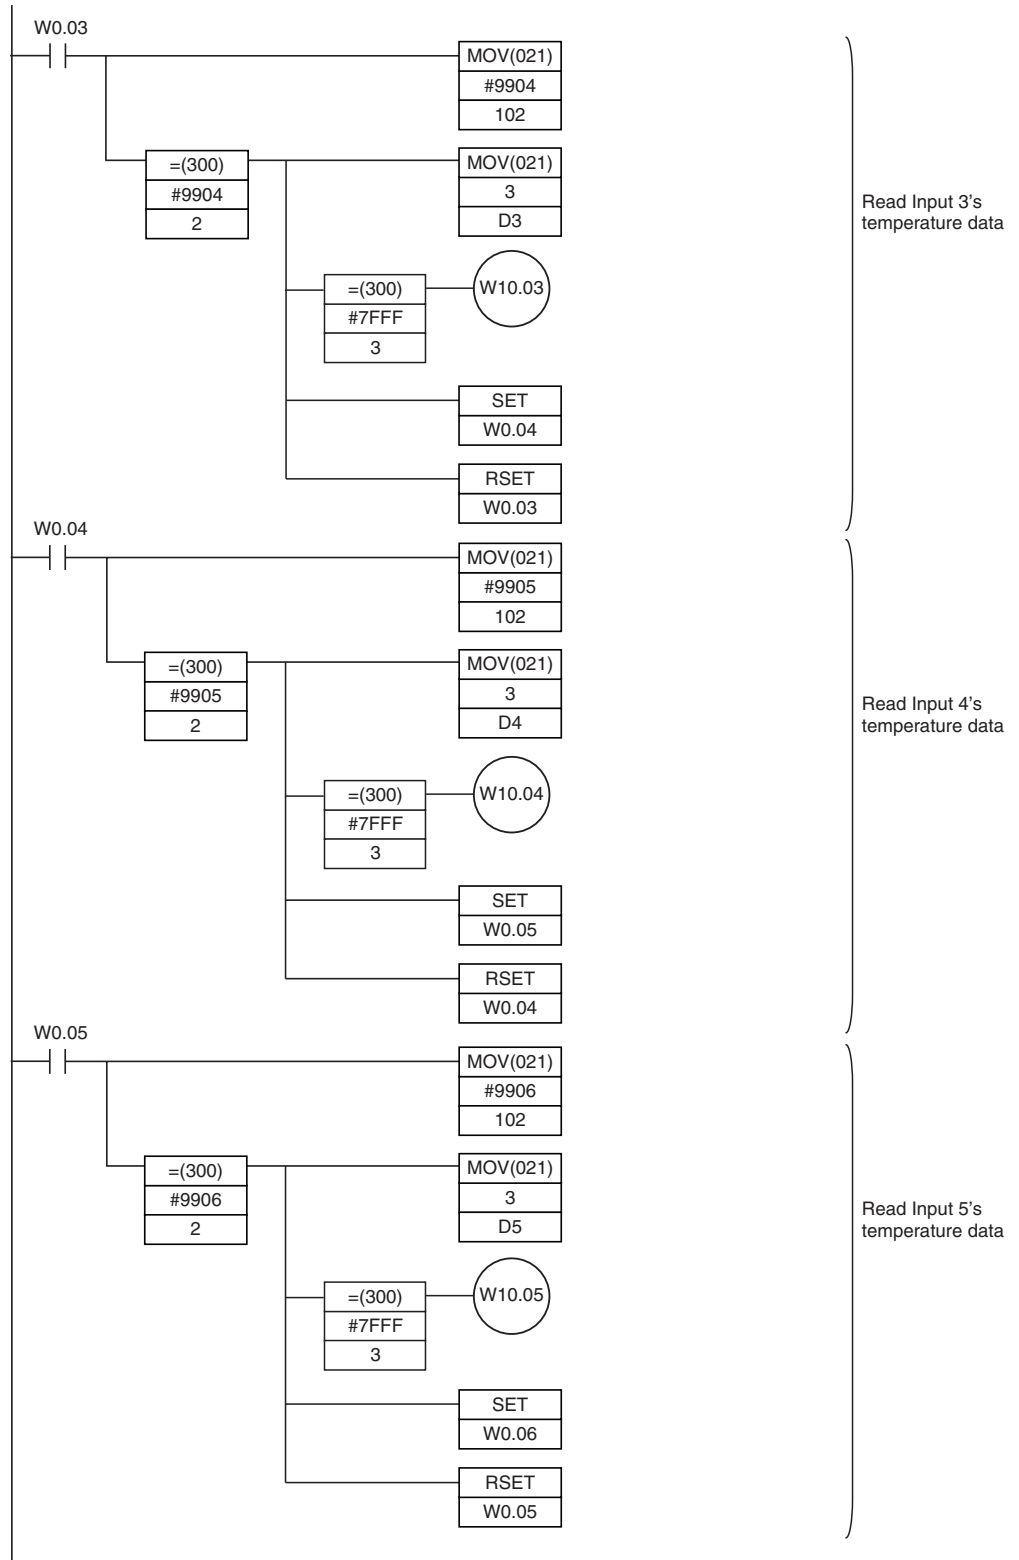 W0.03
MOV(021)
#9904
102
=(300)
#9904
2
MOV(021)
3
D3
=(300)
#7FFF
3
W10.03
SET
W0.04
RSET
W0.03
Read Input 3's
temperature data
W0.04
MOV(021)
#9905
102
=(300)
#9905
2
MOV(021)
3
D4
=(300)
#7FFF
3
W10.04
SET
W0.05
RSET
W0.04
Read Input 4's
temperature data
W0.05
MOV(021)
#9906
102
=(300)
#9906
2
MOV(021)
3
D5
=(300)
#7FFF
3
W10.05
SET
W0.06
RSET
W0.05
Read Input 5's
temperature data